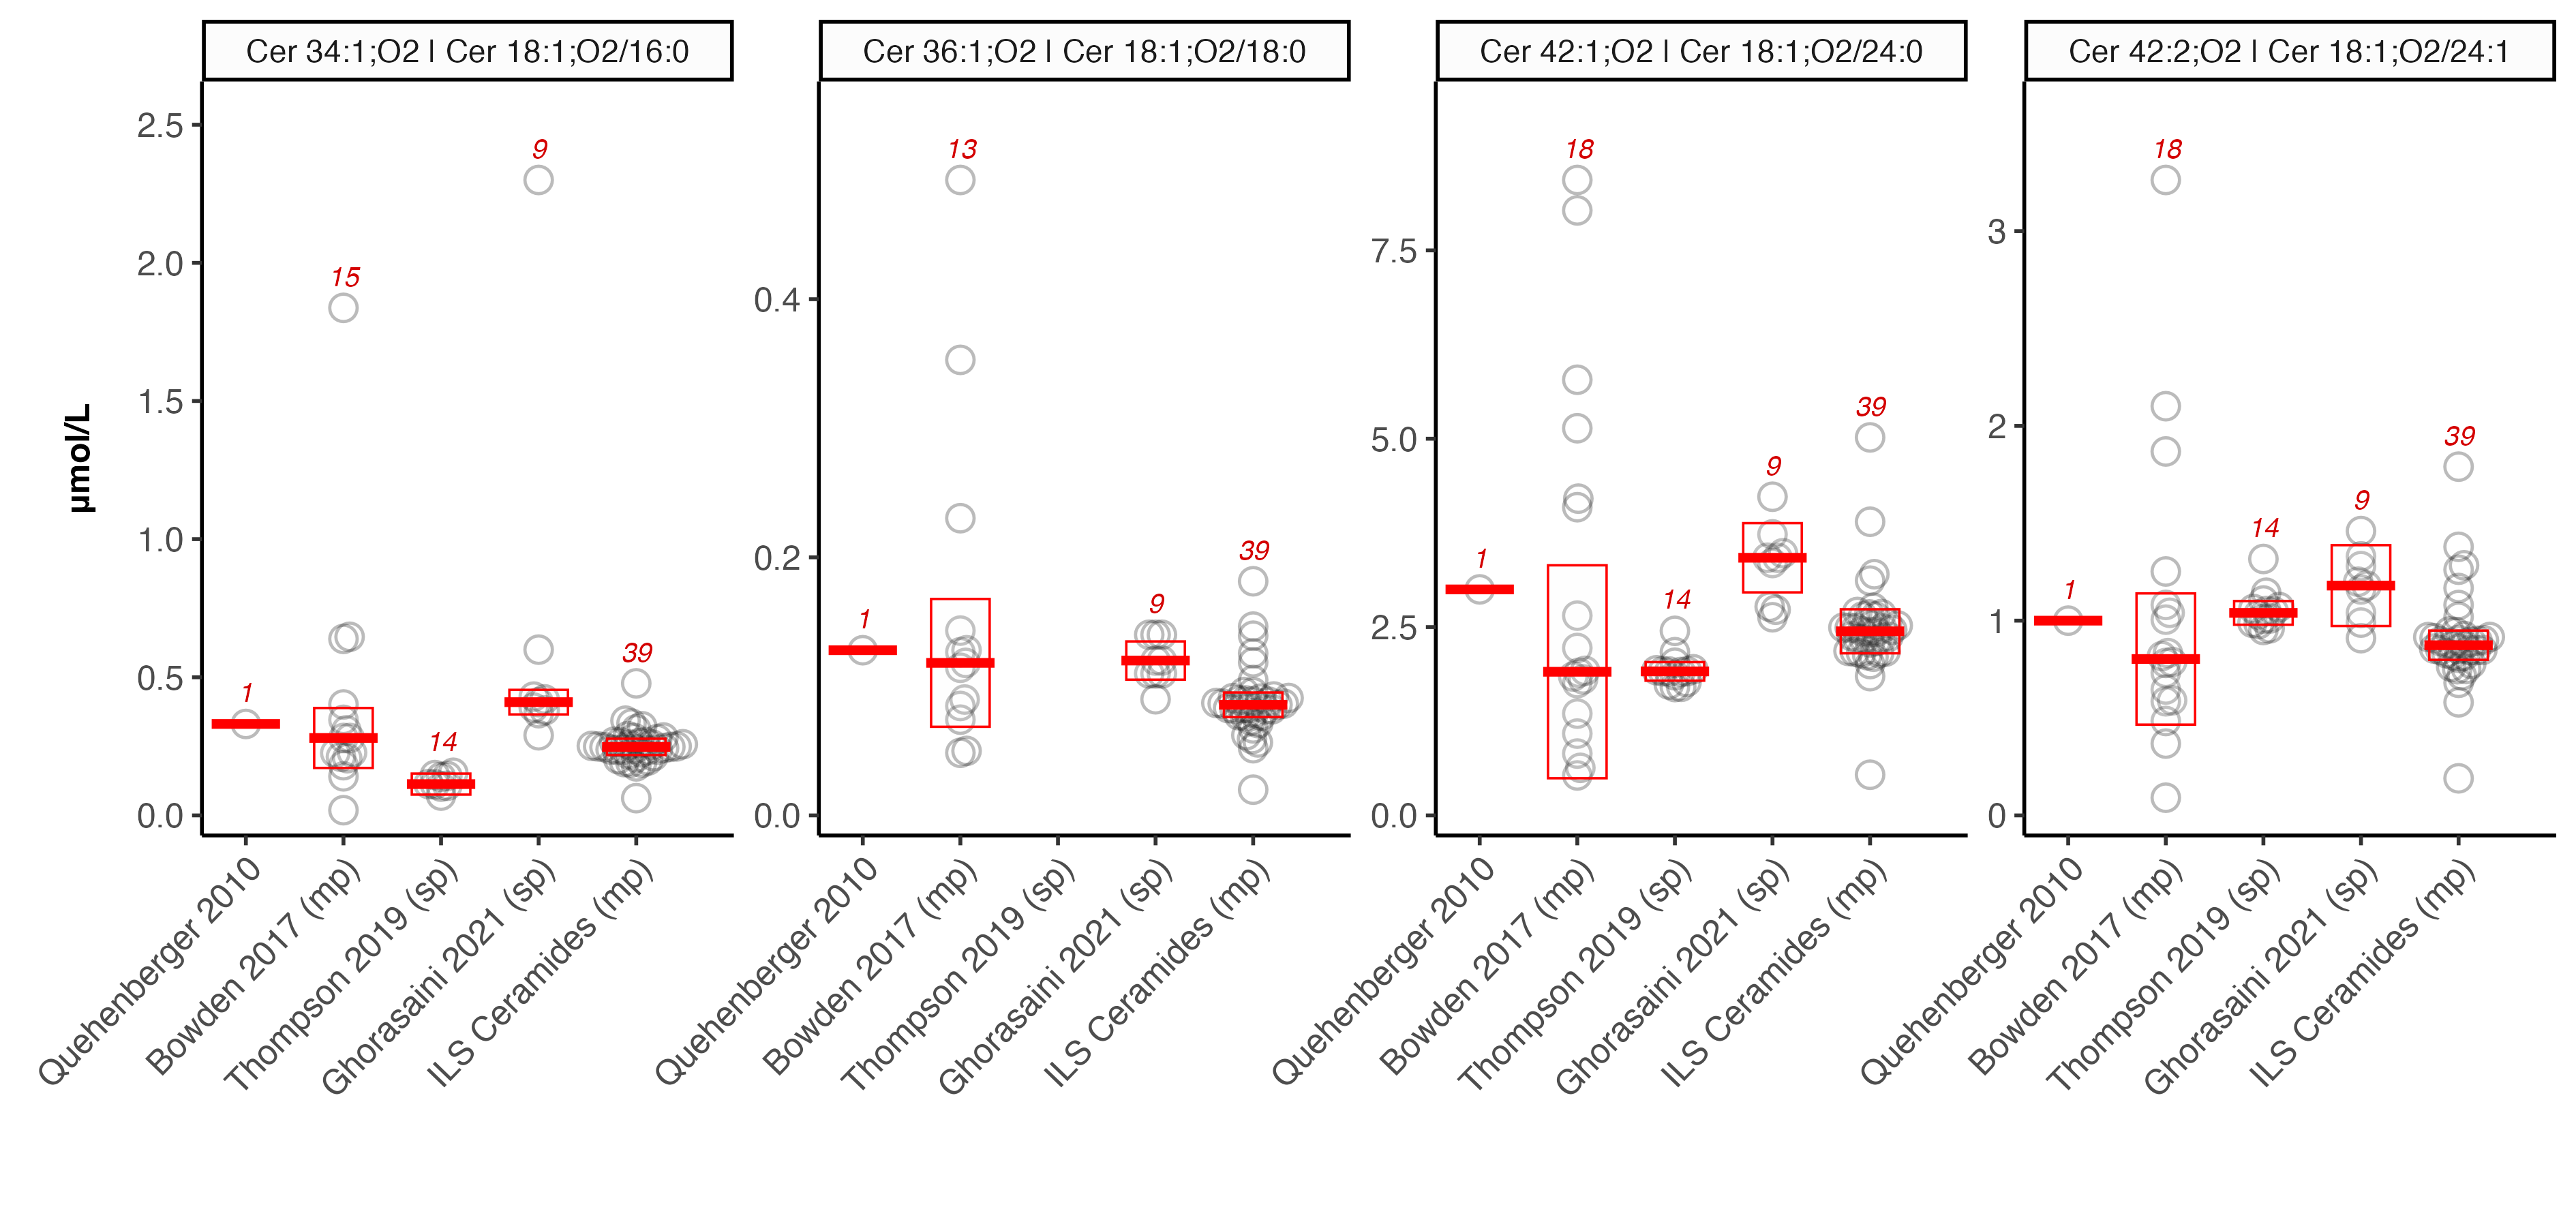 Cer 34:1;O2 | Cer 18:1;O2/16:0
Cer 36:1;O2 | Cer 18:1;O2/18:0
Cer 42:1;O2 | Cer 18:1;O2/24:0
Cer 42:2;O2 | Cer 18:1;O2/24:1
µmol/L
2.5
2.0
1.5
1.0
0.5
0.0
1
15
14
9
39
Quehenberger 2010
Bowden 2017 (mp)
Thompson 2019 (sp)
Ghorasaini 2021 (sp)
ILS Ceramides (mp)
0.4
0.2
0.0
1
13
9
39
Quehenberger 2010
Bowden 2017 (mp)
Thompson 2019 (sp)
Ghorasaini 2021 (sp)
ILS Ceramides (mp)
7.5
5.0
2.5
0.0
1
18
14
9
39
Quehenberger 2010
Bowden 2017 (mp)
Thompson 2019 (sp)
Ghorasaini 2021 (sp)
ILS Ceramides (mp)
3
2
1
0
1
18
14
9
39
Quehenberger 2010
Bowden 2017 (mp)
Thompson 2019 (sp)
Ghorasaini 2021 (sp)
ILS Ceramides (mp)